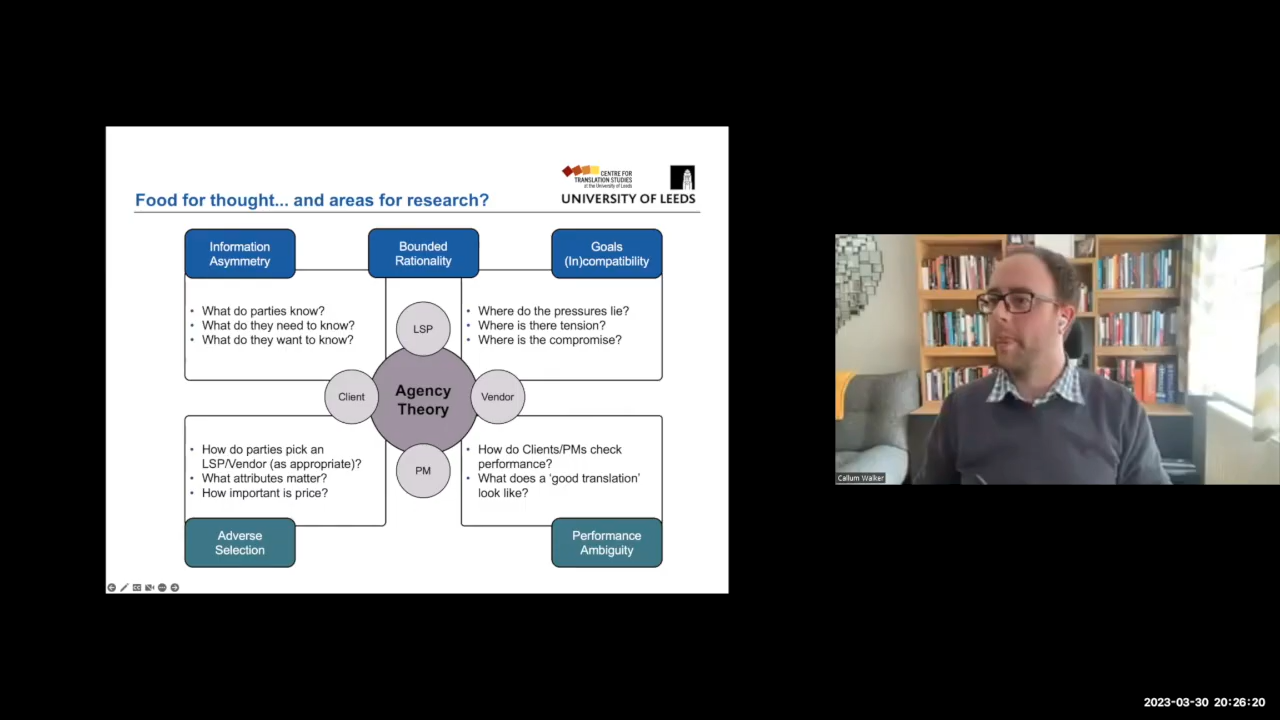 CENTRE FOR
TRANSLATION STUDIES
at the University of Leeds
UNIVERSITY OF LEEDS
Food for thought... and areas for research?
Information
Asymmetry
Bounded
Rationality
Goals
(In)compatibility
• What do parties know?
• What do they need to know?
• What do they want to know?
LSP
• Where do the pressures lie?
• Where is there tension?
• Where is the compromise?
Client
Agency
Theory
Vendor
• How do parties pick an
LSP/Vendor (as appropriate)?
• What attributes matter?
• How important is price?
PM
• How do Clients/PMs check
performance?
• What does a ‘good translation’
look like?
Adverse
Selection
Performance
Ambiguity
Callum Walker
2023-03-30 20:26:20